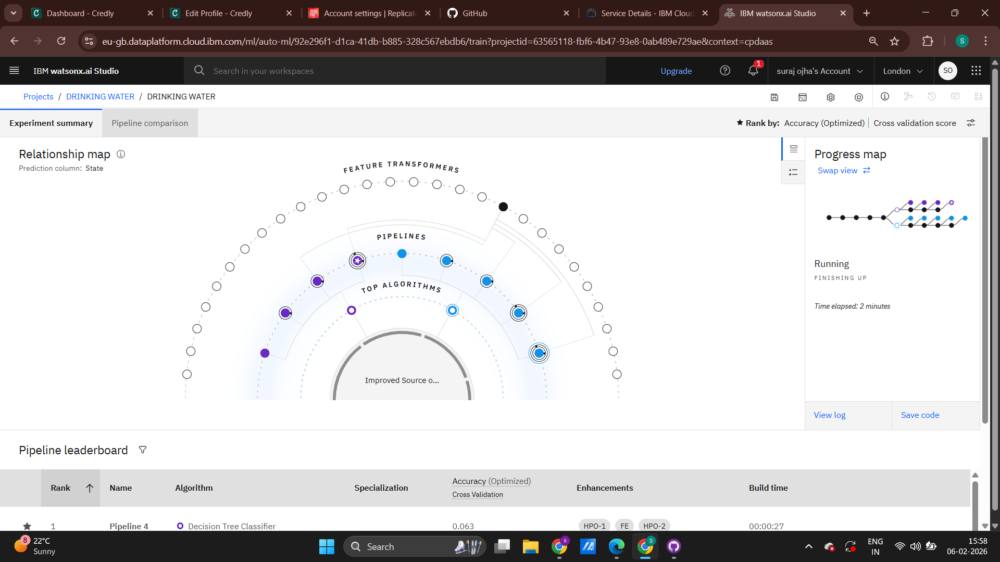 Dashboard - Credly
Edit Profile - Credly
Account settings | Replicate
GitHub
Service Details - IBM Cloud
IBM watsonx.ai Studio
eu-gb.dataplatform.cloud.ibm.com/ml/auto-ml/92e296f1-d1ca-41db-b885-328c567ebdb6/train?projectid=63565118-fbf6-4b47-93e8-0ab489e729ae&context=cpdaas
S
IBM watsonx.ai Studio
Search in your workspaces
Upgrade
1
suraj ojha's Account
London
SO
Projects / DRINKING WATER / DRINKING WATER
Experiment summary
Pipeline comparison
Rank by: Accuracy (Optimized) | Cross validation score
Relationship map
Prediction column: State
FEATURE TRANSFORMERS
PIPELINES
TOP ALGORITHMS
Improved Source o...
Progress map
Swap view
Running
FINISHING UP
Time elapsed: 2 minutes
View log
Save code
Pipeline leaderboard
Rank
Name
Algorithm
Specialization
Accuracy (Optimized)
Cross Validation
Enhancements
Build time
1
Pipeline 4
Decision Tree Classifier
0.063
HPO-1
FE
HPO-2
00:00:27
8
22°C
Sunny
Search
S
S
ENG
IN
15:58
06-02-2026